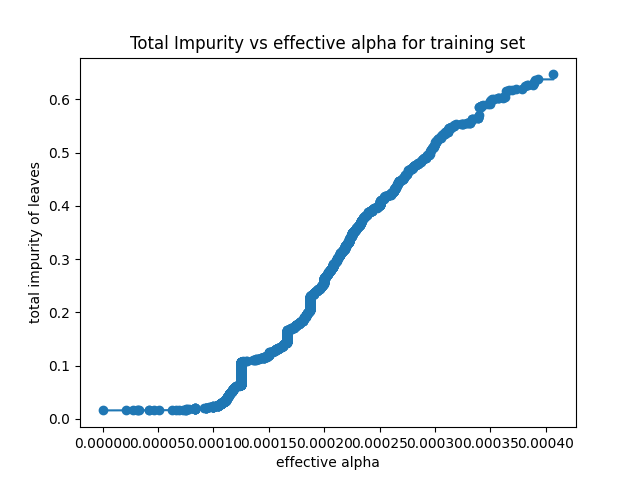 Total Impurity vs effective alpha for training set
total impurity of leaves
0.6
0.5
0.4
0.3
0.2
0.1
0.0
0.00000 0.00005 0.00010 0.00015 0.00020 0.00025 0.00030 0.00035 0.00040
effective alpha